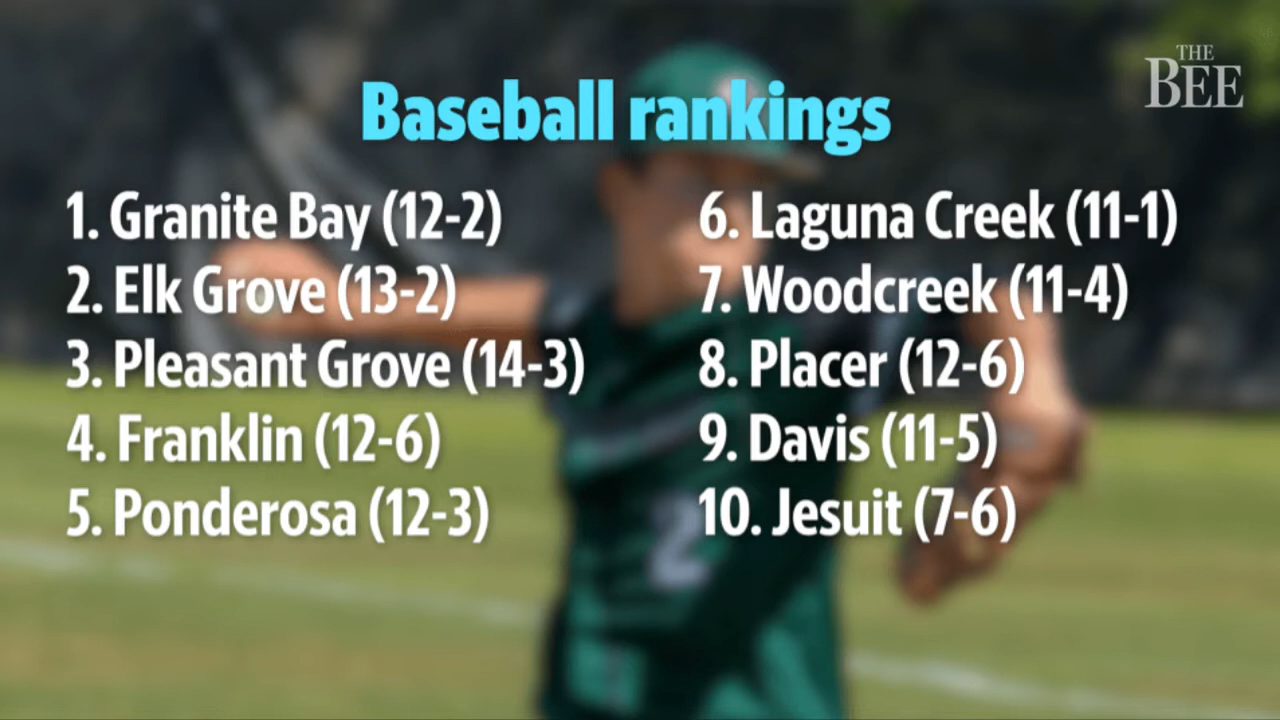 THE
BEE
Baseball rankings
1. Granite Bay (12-2)
2. Elk Grove (13-2)
3. Pleasant Grove (14-3)
4. Franklin (12-6)
5. Ponderosa (12-3)
6. Laguna Creek (11-1)
7. Woodcreek (11-4)
8. Placer (12-6)
9. Davis (11-5)
10. Jesuit (7-6)
2